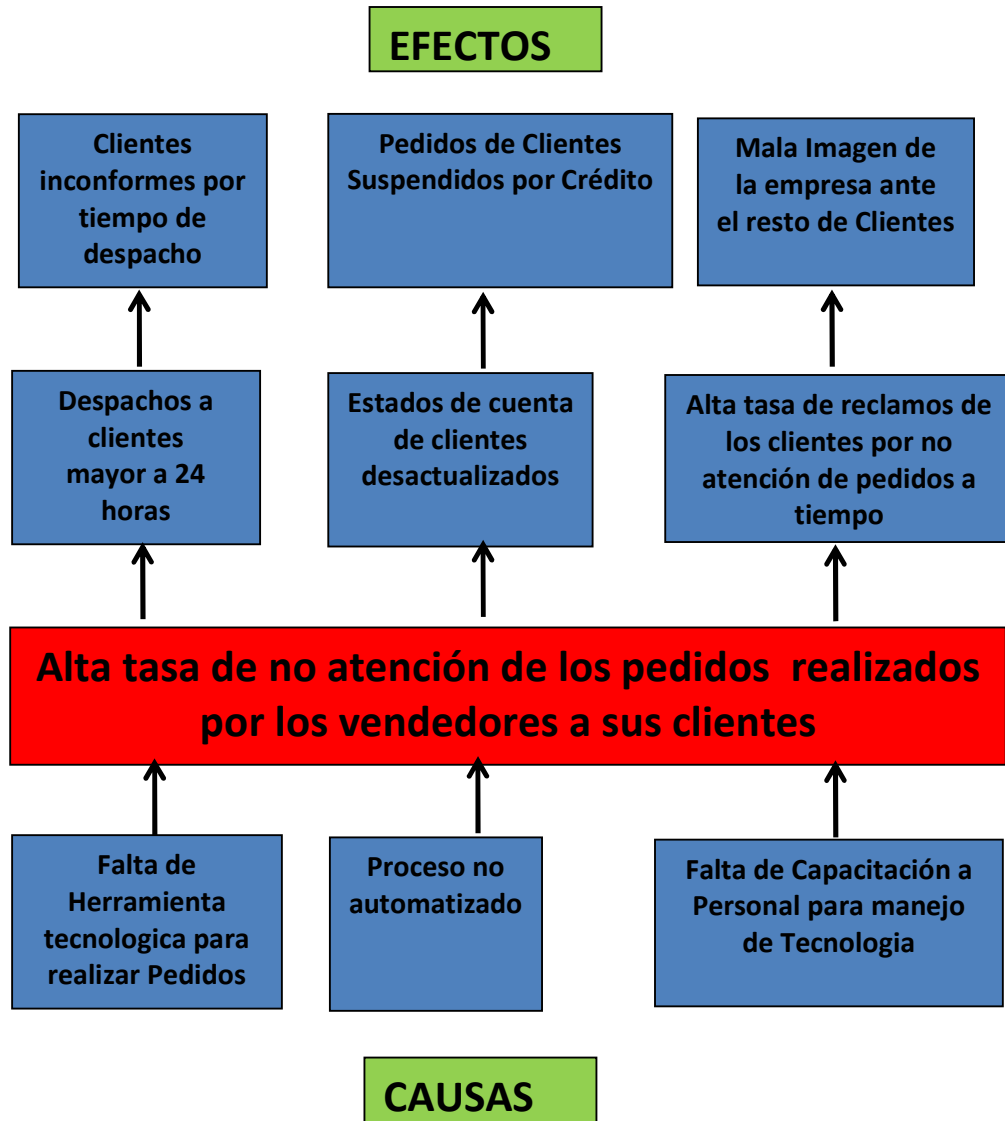 EFECTOS
Clientes
inconformes por
tiempo de
despacho
Pedidos de Clientes
Suspendidos por Crédito
Mala Imagen de
la empresa ante
el resto de Clientes
Despachos a
clientes
mayor a 24
horas
Estados de cuenta
de clientes
desactualizados
Alta tasa de reclamos de
los clientes por no
atención de pedidos a
tiempo
Alta tasa de no atención de los pedidos realizados
por los vendedores a sus clientes
Falta de
Herramienta
tecnologica para
realizar Pedidos
Proceso no
automatizado
Falta de Capacitación a
Personal para manejo
de Tecnologia
CAUSAS